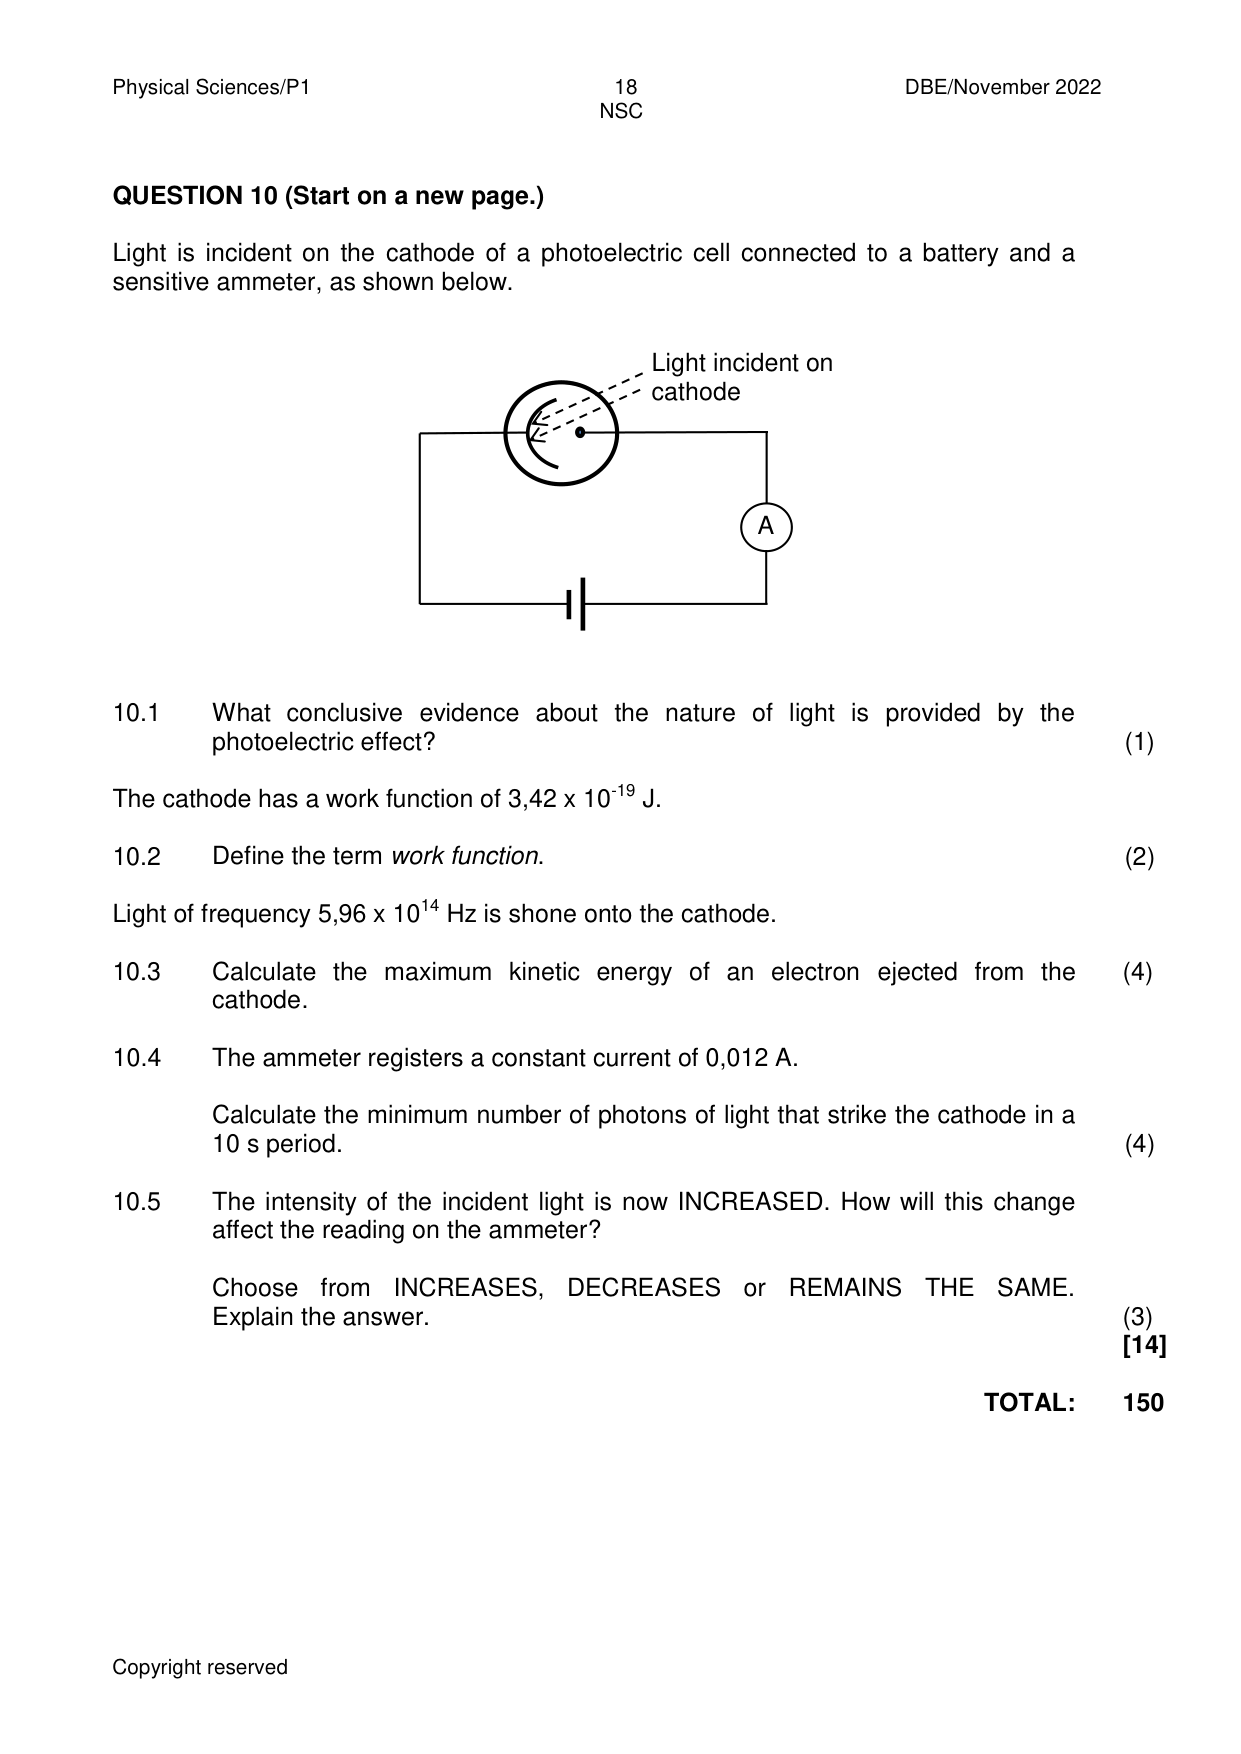 Physical Sciences/P1 18 DBE/November 2022
NSC
QUESTION 10 (Start on a new page.)
Light is incident on the cathode of a photoelectric cell connected to a battery and a
sensitive ammeter, as shown below.
Light incident on
cathode
A
10.1 What conclusive evidence about the nature of light is provided by the
photoelectric effect? (1)
The cathode has a work function of 3,42 x 10⁻¹⁹ J.
10.2 Define the term work function. (2)
Light of frequency 5,96 x 10¹⁴ Hz is shone onto the cathode.
10.3 Calculate the maximum kinetic energy of an electron ejected from the (4)
cathode.
10.4 The ammeter registers a constant current of 0,012 A.
Calculate the minimum number of photons of light that strike the cathode in a
10 s period. (4)
10.5 The intensity of the incident light is now INCREASED. How will this change
affect the reading on the ammeter?
Choose from INCREASES, DECREASES or REMAINS THE SAME.
Explain the answer. (3)
[14]
TOTAL: 150
Copyright reserved